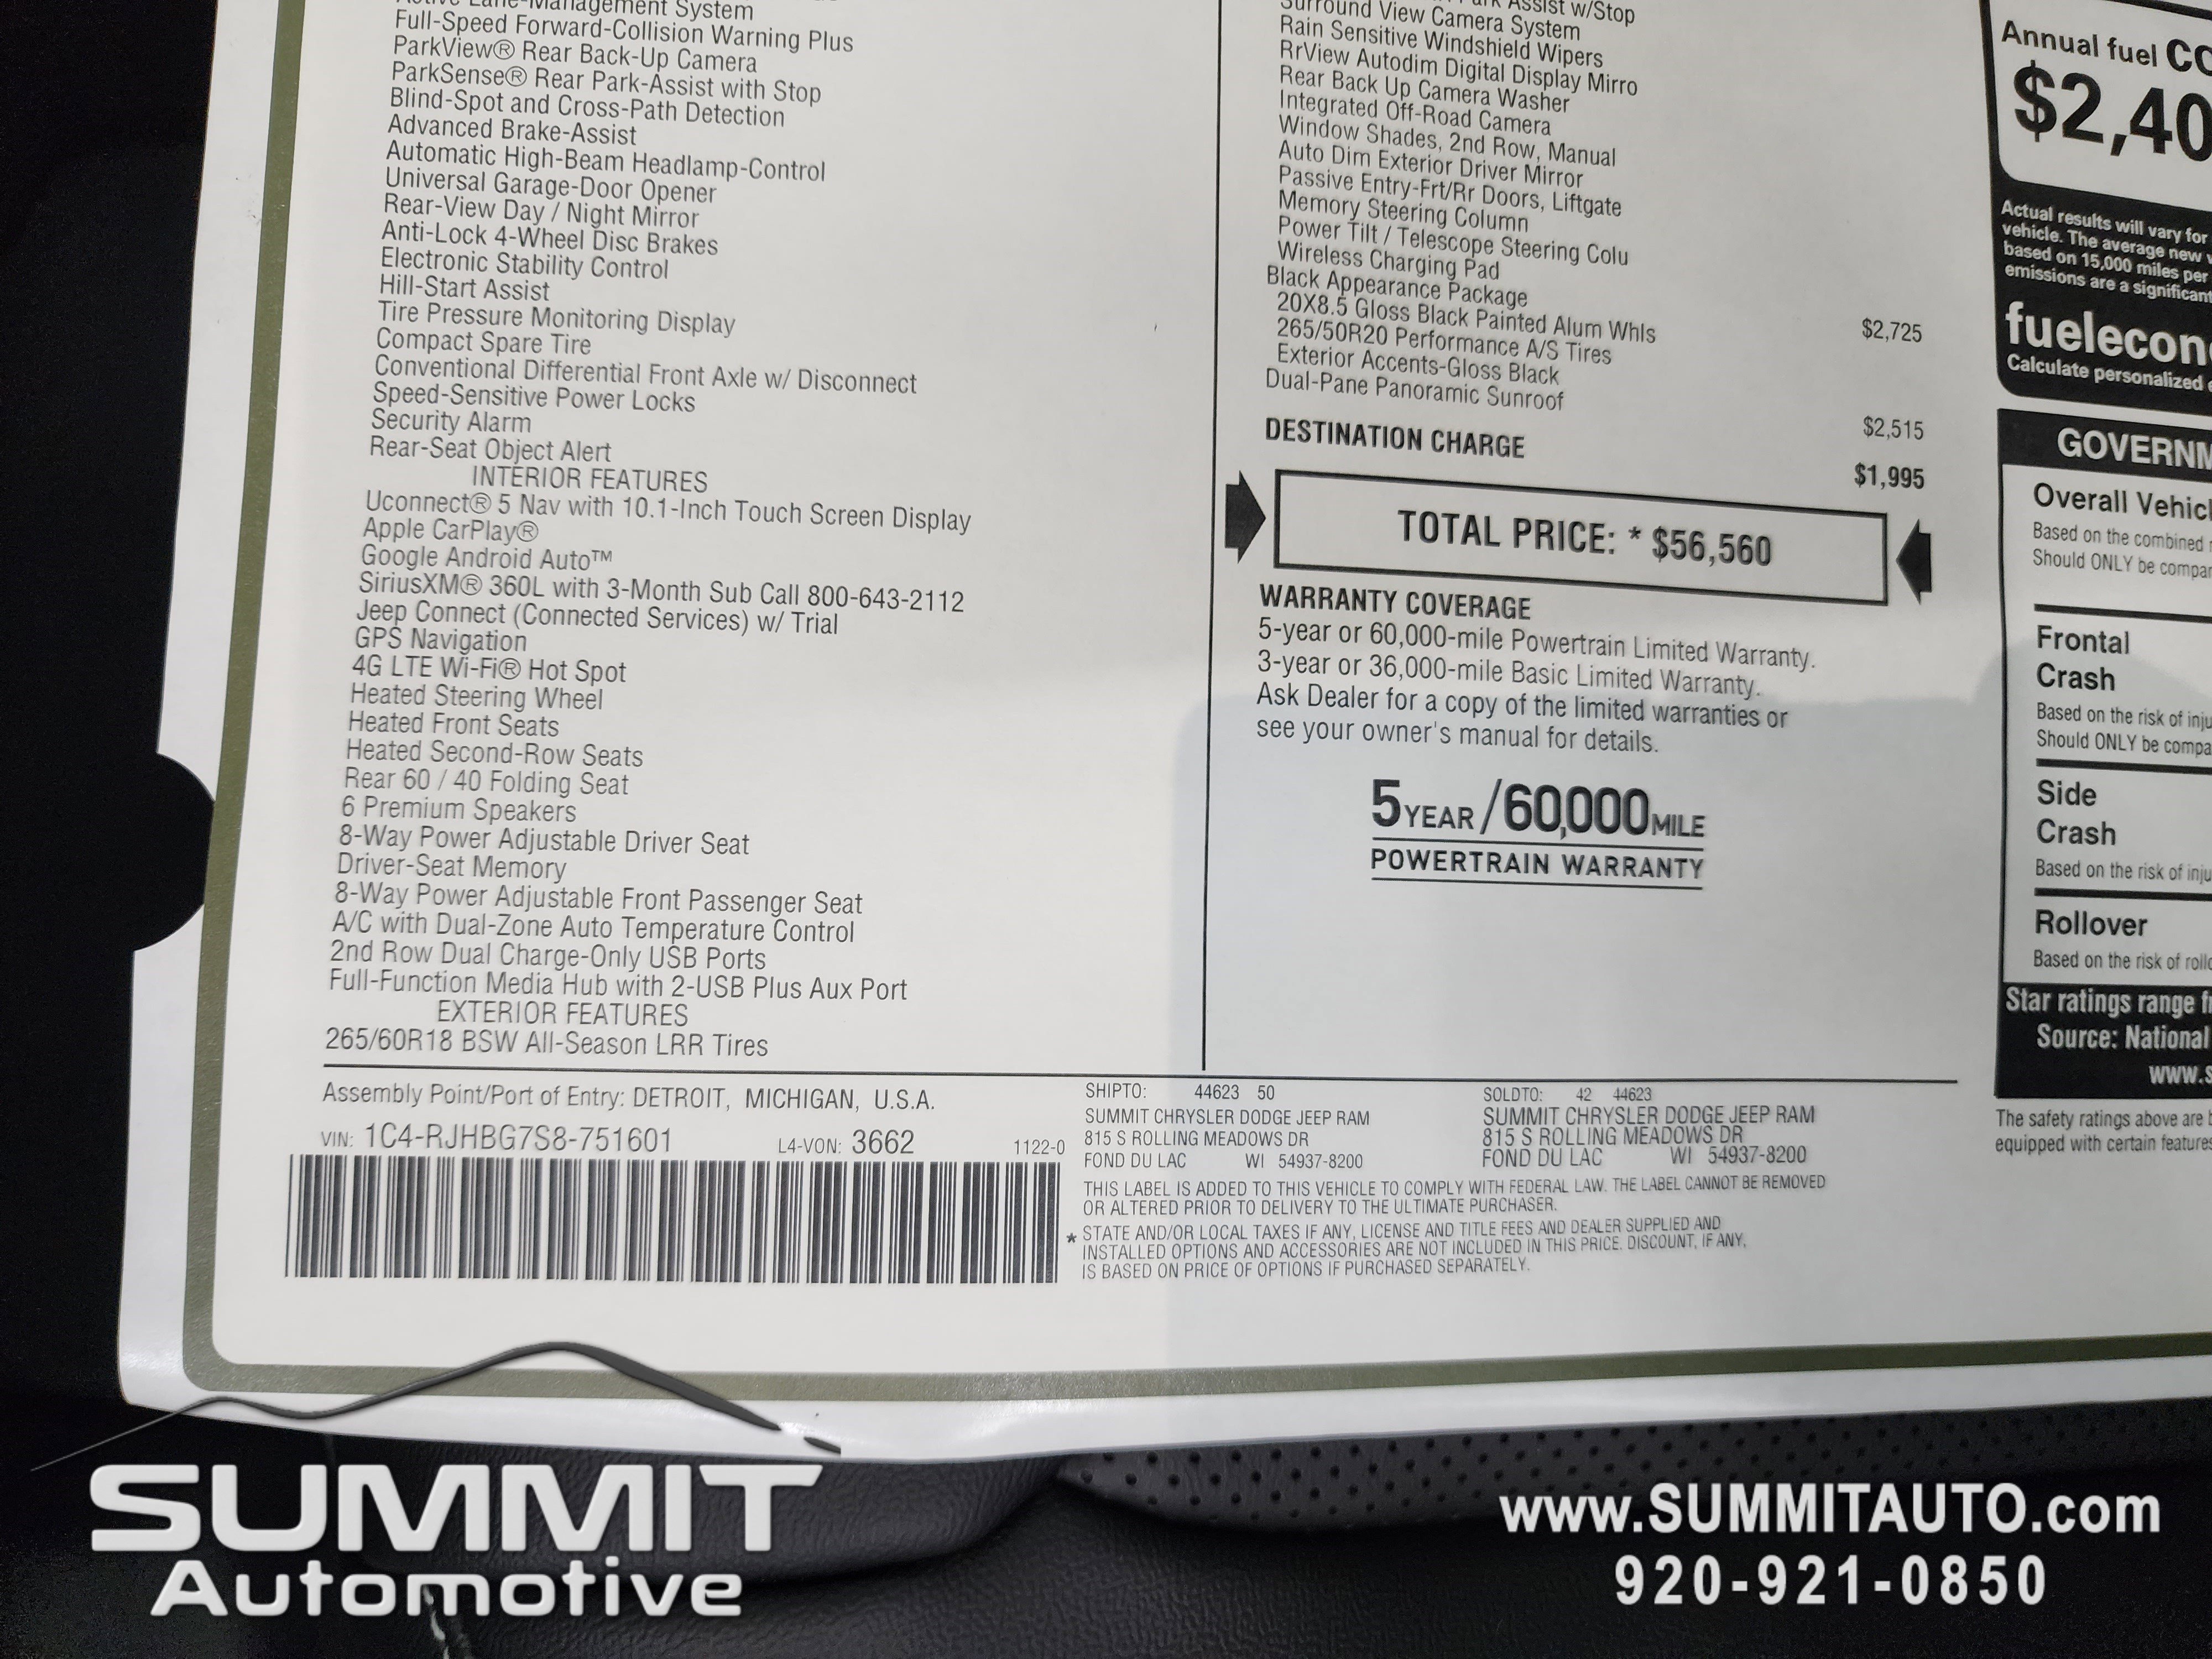 Lane-Management System
Full-Speed Forward-Collision Warning Plus
ParkView® Rear Back-Up Camera
ParkSense® Rear Park-Assist with Stop
Blind-Spot and Cross-Path Detection
Advanced Brake-Assist
Automatic High-Beam Headlamp-Control
Universal Garage-Door Opener
Rear-View Day / Night Mirror
Anti-Lock 4-Wheel Disc Brakes
Electronic Stability Control
Hill-Start Assist
Tire Pressure Monitoring Display
Compact Spare Tire
Conventional Differential Front Axle w/ Disconnect
Speed-Sensitive Power Locks
Security Alarm
Rear-Seat Object Alert
INTERIOR FEATURES
Uconnect® 5 Nav with 10.1-Inch Touch Screen Display
Apple CarPlay®
Google Android Auto™
SiriusXM® 360L with 3-Month Sub Call 800-643-2112
Jeep Connect (Connected Services) w/ Trial
GPS Navigation
4G LTE Wi-Fi® Hot Spot
Heated Steering Wheel
Heated Front Seats
Heated Second-Row Seats
Rear 60 / 40 Folding Seat
6 Premium Speakers
8-Way Power Adjustable Driver Seat
Driver-Seat Memory
8-Way Power Adjustable Front Passenger Seat
A/C with Dual-Zone Auto Temperature Control
2nd Row Dual Charge-Only USB Ports
Full-Function Media Hub with 2-USB Plus Aux Port
EXTERIOR FEATURES
265/60R18 BSW All-Season LRR Tires
Assist w/Stop
Surround View Camera System
Rain Sensitive Windshield Wipers
RrView Autodim Digital Display Mirro
Rear Back Up Camera Washer
Integrated Off-Road Camera
Window Shades, 2nd Row, Manual
Auto Dim Exterior Driver Mirror
Passive Entry-Frt/Rr Doors, Liftgate
Memory Steering Column
Power Tilt / Telescope Steering Colu
Wireless Charging Pad
Black Appearance Package $2,725
20X8.5 Gloss Black Painted Alum Whls
265/50R20 Performance A/S Tires
Exterior Accents-Gloss Black
Dual-Pane Panoramic Sunroof $2,515
DESTINATION CHARGE $1,995
TOTAL PRICE: * $56,560
WARRANTY COVERAGE
5-year or 60,000-mile Powertrain Limited Warranty.
3-year or 36,000-mile Basic Limited Warranty.
Ask Dealer for a copy of the limited warranties or
see your owner's manual for details.
5 YEAR / 60,000 MILE
POWERTRAIN WARRANTY
Annual fuel CO
$2,40
Actual results will vary for
vehicle. The average new
based on 15,000 miles per
emissions are a significant
fuelecon
Calculate personalized
GOVERNM
Overall Vehicl
Based on the combined
Should ONLY be compar
Frontal
Crash
Based on the risk of inju
Should ONLY be compa
Side
Crash
Based on the risk of inju
Rollover
Based on the risk of rollo
Star ratings range f
Source: National
www.s
The safety ratings above are
equipped with certain features
Assembly Point/Port of Entry: DETROIT, MICHIGAN, U.S.A.
VIN: 1C4-RJHBG7S8-751601 L4-VON: 3662 1122-0
SHIPTO: 44623 50
SUMMIT CHRYSLER DODGE JEEP RAM
815 S ROLLING MEADOWS DR
FOND DU LAC WI 54937-8200
SOLDTO: 42 44623
SUMMIT CHRYSLER DODGE JEEP RAM
815 S ROLLING MEADOWS DR
FOND DU LAC WI 54937-8200
THIS LABEL IS ADDED TO THIS VEHICLE TO COMPLY WITH FEDERAL LAW. THE LABEL CANNOT BE REMOVED
OR ALTERED PRIOR TO DELIVERY TO THE ULTIMATE PURCHASER.
* STATE AND/OR LOCAL TAXES IF ANY, LICENSE AND TITLE FEES AND DEALER SUPPLIED AND
INSTALLED OPTIONS AND ACCESSORIES ARE NOT INCLUDED IN THIS PRICE. DISCOUNT, IF ANY,
IS BASED ON PRICE OF OPTIONS IF PURCHASED SEPARATELY.
SUMMIT
Automotive
www.SUMMITAUTO.com
920-921-0850